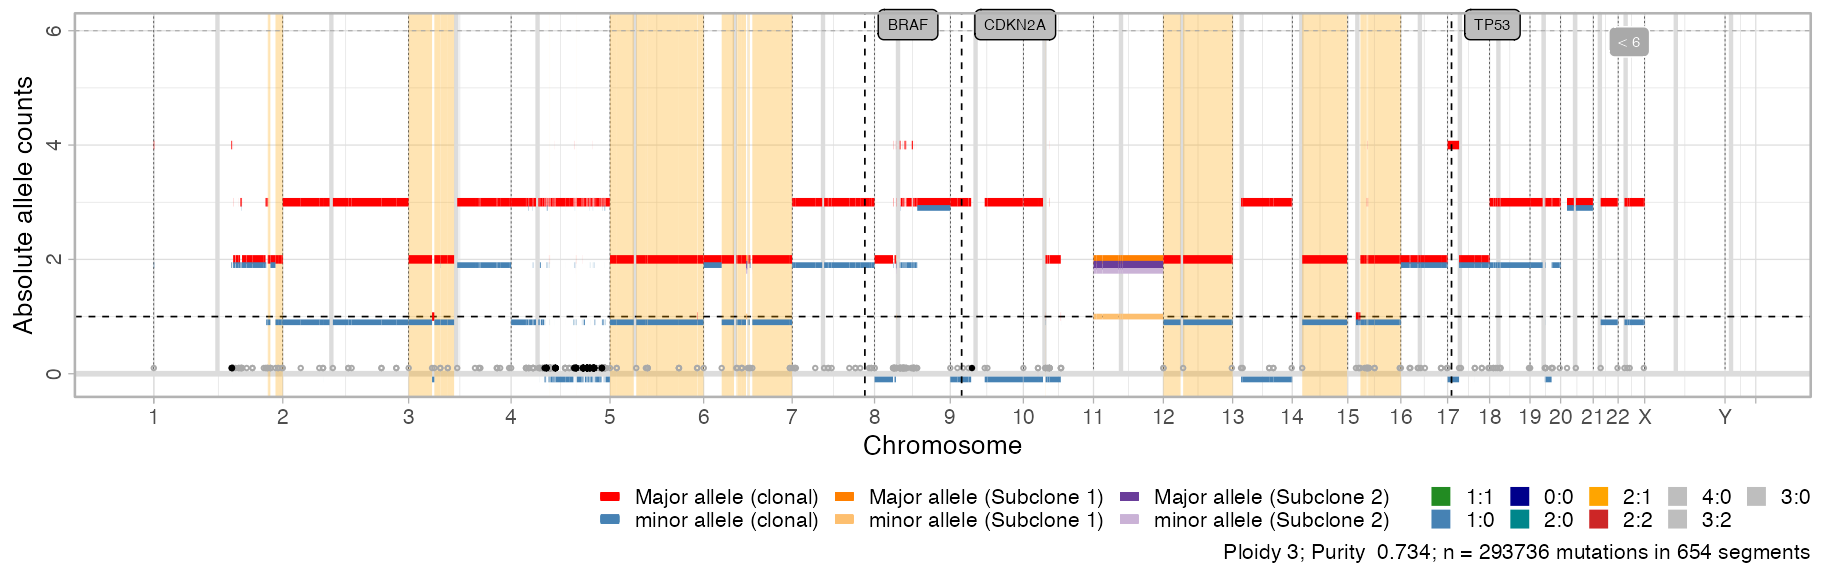 BRAF
CDKN2A
TP53
< 6
Absolute allele counts
6
4
2
0
1 2 3 4 5 6 7 8 9 10 11 12 13 14 15 16 17 18 19 20 21 22 X Y
Chromosome
Major allele (clonal) Major allele (Subclone 1) Major allele (Subclone 2) 1:1 0:0 2:1 4:0 3:0
minor allele (clonal) minor allele (Subclone 1) minor allele (Subclone 2) 1:0 2:0 2:2 3:2
Ploidy 3; Purity 0.734; n = 293736 mutations in 654 segments